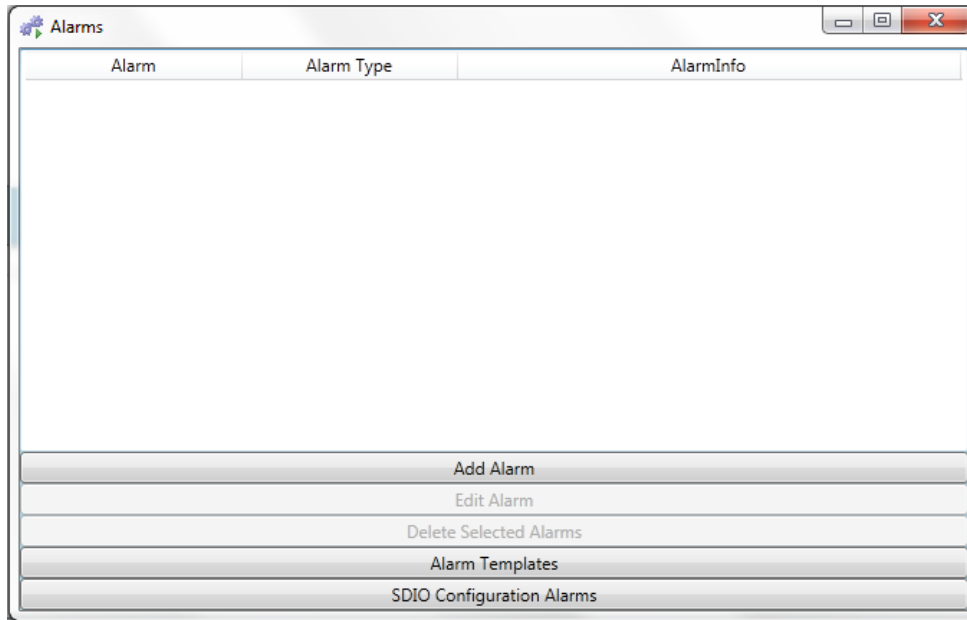 Alarms
Alarm Alarm Type AlarmInfo
Add Alarm
Edit Alarm
Delete Selected Alarms
Alarm Templates
SDIO Configuration Alarms